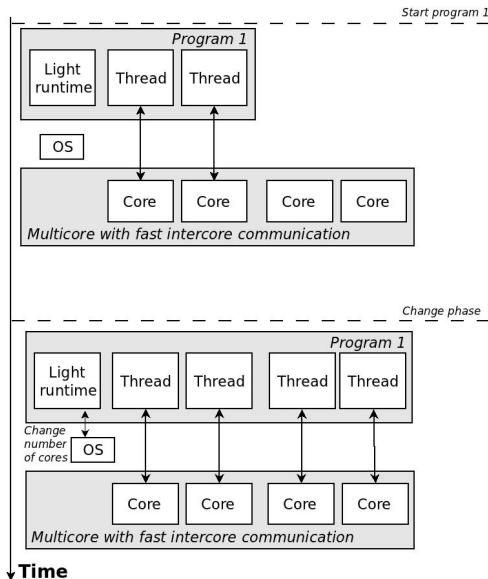 Start program 1
Program 1
Light
runtime
Thread
Thread
OS
Core
Core
Core
Core
Multicore with fast intercore communication
Change phase
Program 1
Light
runtime
Thread
Thread
Thread
Thread
Change
number
of cores
OS
Core
Core
Core
Core
Multicore with fast intercore communication
Time